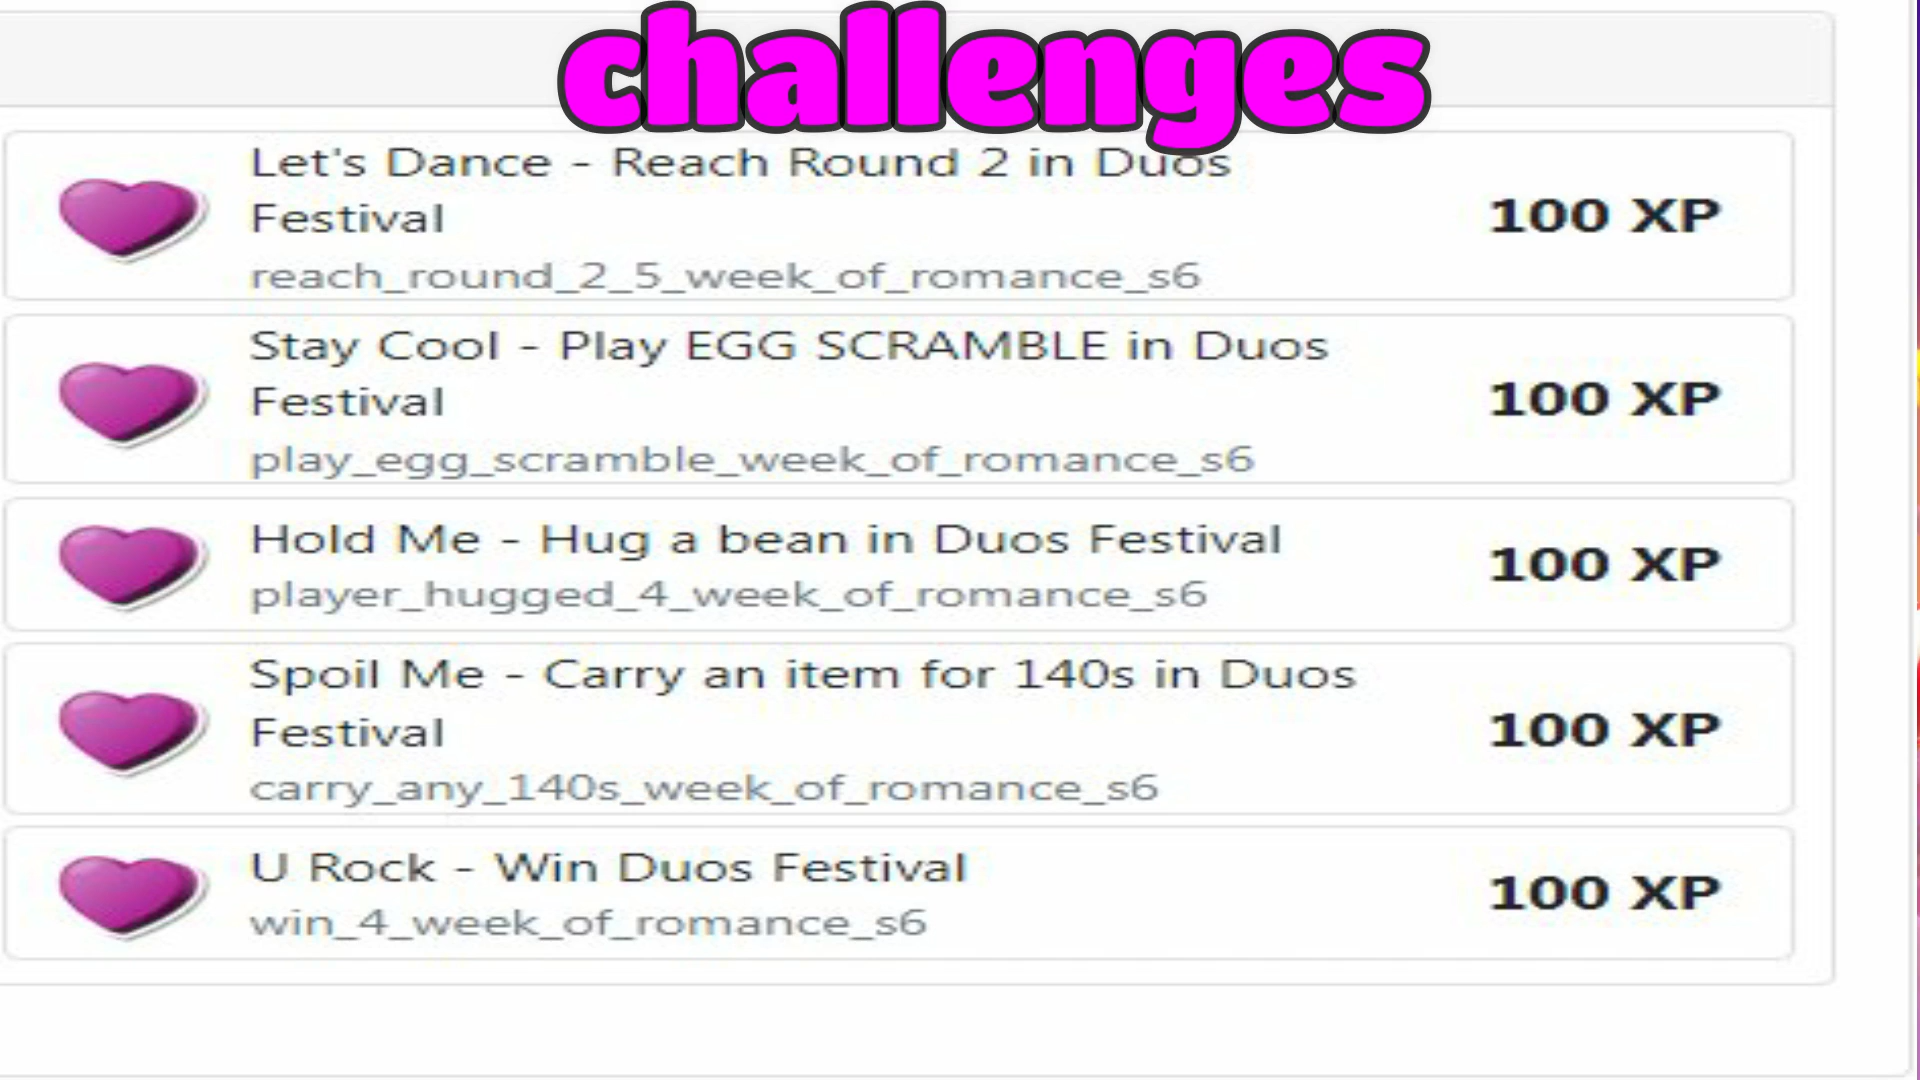 challenges
Let's Dance - Reach Round 2 in Duos
Festival
reach_round_2_5_week_of_romance_s6
100 XP
Stay Cool - Play EGG SCRAMBLE in Duos
Festival
play_egg_scramble_week_of_romance_s6
100 XP
Hold Me - Hug a bean in Duos Festival
player_hugged_4_week_of_romance_s6
100 XP
Spoil Me - Carry an item for 140s in Duos
Festival
carry_any_140s_week_of_romance_s6
100 XP
U Rock - Win Duos Festival
win_4_week_of_romance_s6
100 XP